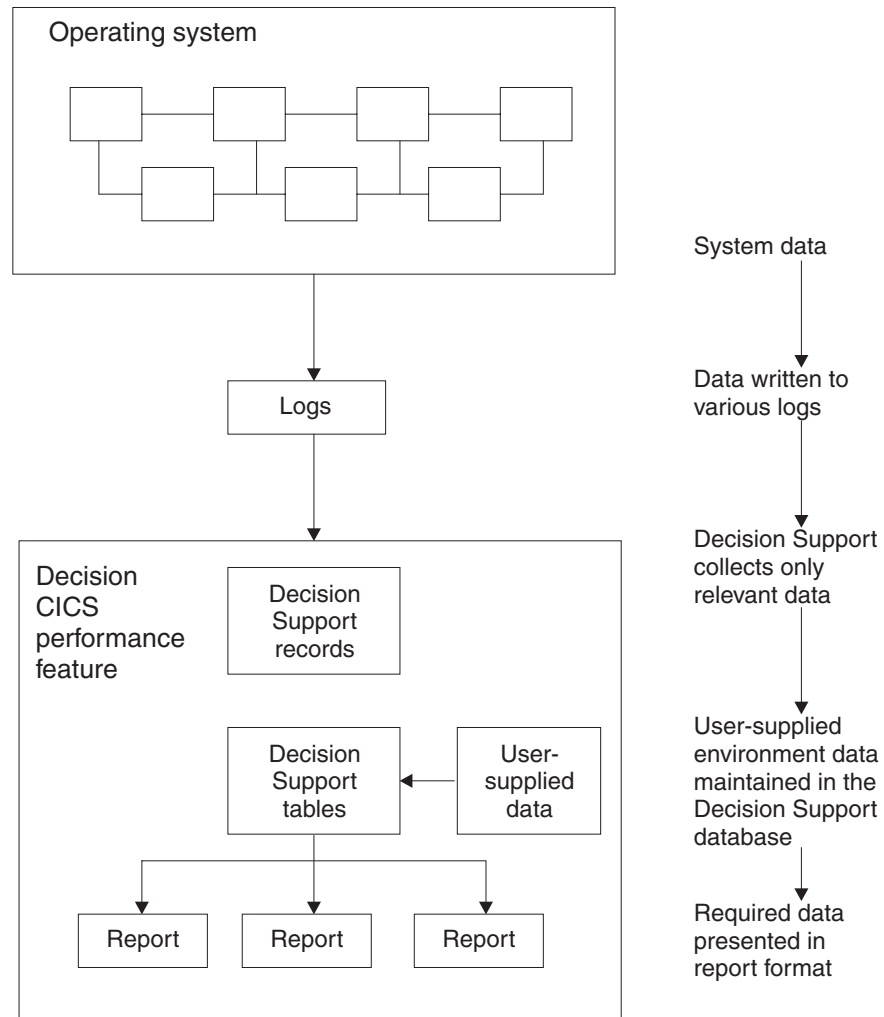 Operating system
System data
Logs
Data written to
various logs
Decision
CICS
performance
feature
Decision
Support
records
Decision Support
collects only
relevant data
Decision
Support
tables
User-
supplied
data
User-supplied
environment data
maintained in the
Decision Support
database
Report
Report
Report
Required data
presented in
report format